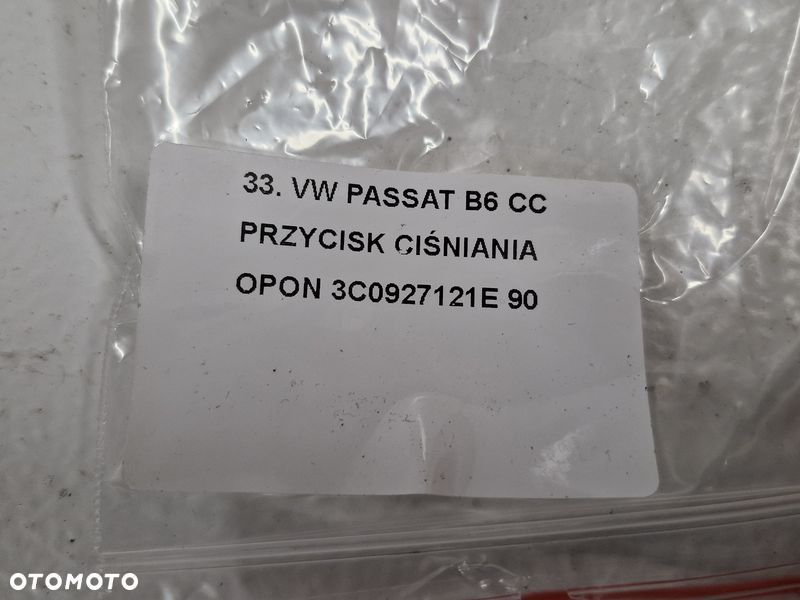 33. VW PASSAT B6 CC
PRZYCISK CIŚNIANIA
OPON 3C0927121E 90
OTOMOTO